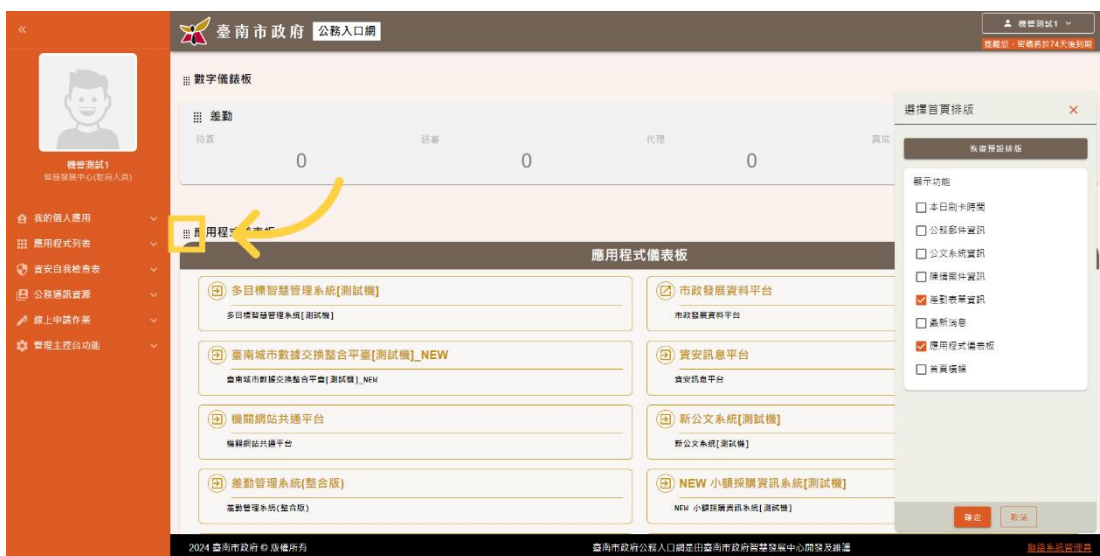 «
臺南市政府 公務入口網
機管測試1
提醒您,密碼將於74天後到期
機管測試1
智慧發展中心(駐府人員)
我的個人應用
應用程式列表
資安自我檢查表
公務通訊資源
線上申請作業
管理主控台功能
數字儀錶板
差勤
待簽
0
送審
0
代理
0
異常
應用程
應用程式儀表板
多目標智慧管理系統[測試機]
多目標智慧管理系統[測試機]
市政發展資料平台
市政發展資料平台
臺南城市數據交換整合平臺[測試機]_NEW
臺南城市數據交換整合平臺[測試機]_NEW
資安訊息平台
資安訊息平台
機關網站共通平台
機關網站共通平台
新公文系統[測試機]
新公文系統[測試機]
差勤管理系統(整合版)
差勤管理系統(整合版)
NEW 小額採購資訊系統[測試機]
NEW 小額採購資訊系統[測試機]
選擇首頁排版
恢復預設排版
顯示功能
本日刷卡時間
公務郵件資訊
公文系統資訊
陳情案件資訊
差勤表單資訊
最新消息
應用程式儀表板
首頁橫幅
確定
取消
2024 臺南市政府 © 版權所有
臺南市政府公務入口網是由臺南市政府智慧發展中心開發及維護
聯絡系統管理員